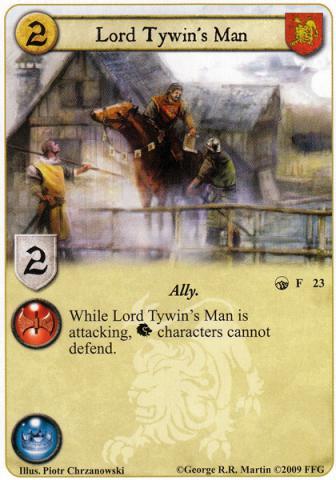 2 Lord Tywin's Man
2
Ally.
F 23
While Lord Tywin's Man is
attacking, characters cannot
defend.
Illus. Piotr Chrzanowski ©George R.R. Martin ©2009 FFG